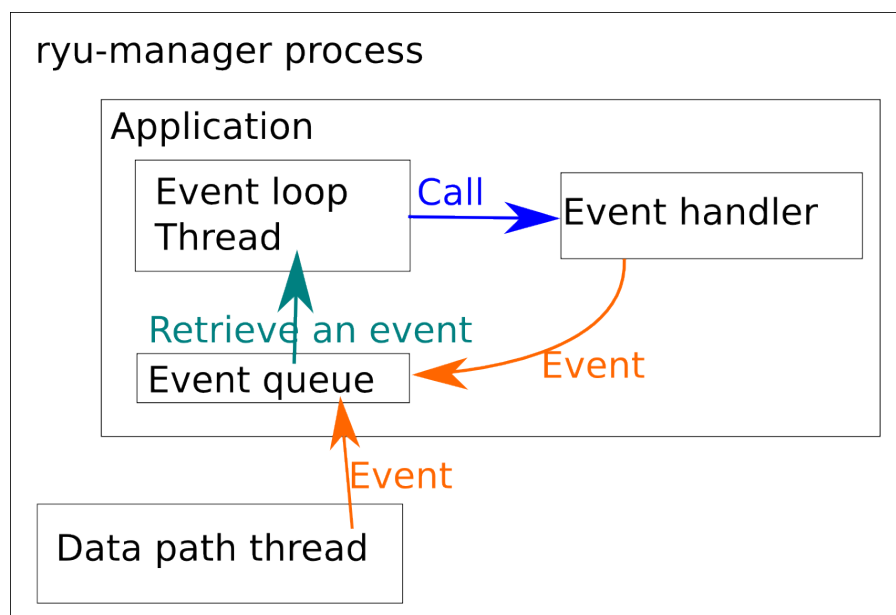 ryu-manager process
Application
Event loop
Thread
Call
Event handler
Retrieve an event
Event
Event queue
Event
Data path thread